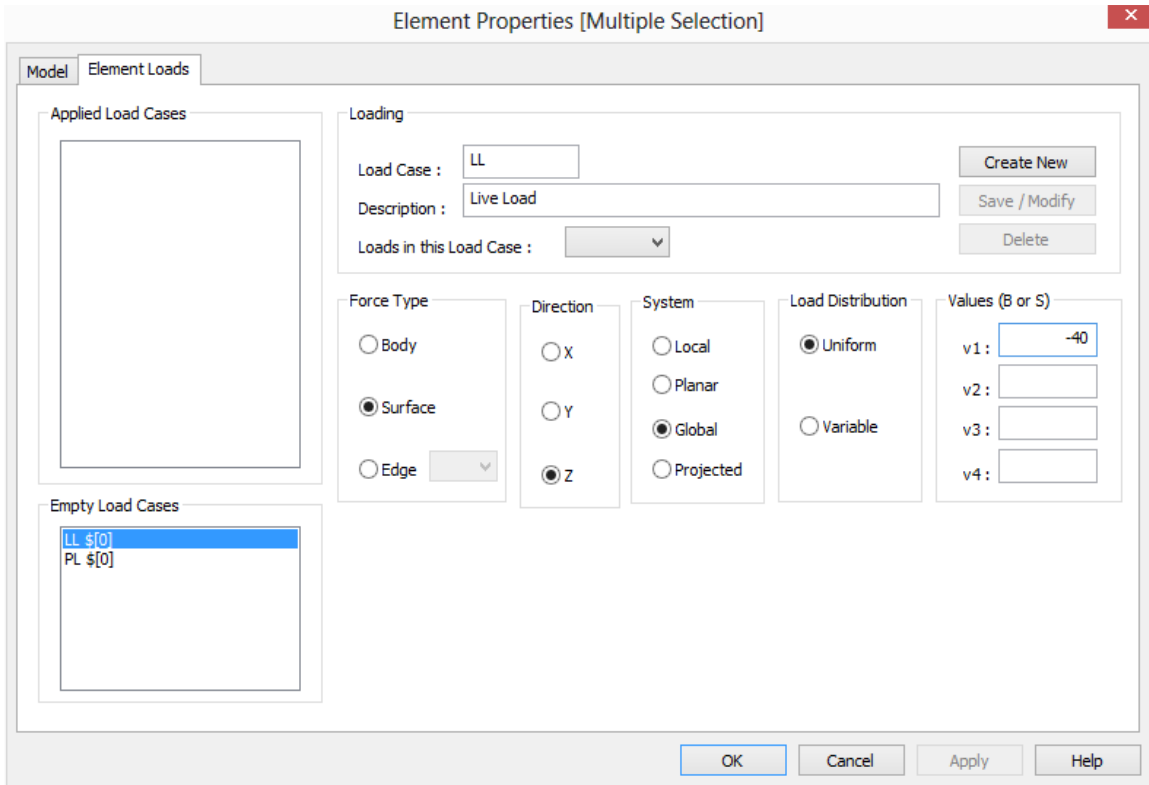 Element Properties [Multiple Selection]
Model
Element Loads
Applied Load Cases
Loading
Load Case :
LL
Create New
Description :
Live Load
Save / Modify
Loads in this Load Case :
Delete
Force Type
Body
Surface
Edge
Direction
X
Y
Z
System
Local
Planar
Global
Projected
Load Distribution
Uniform
Variable
Values (B or S)
v1 :
-40
v2 :
v3 :
v4 :
Empty Load Cases
LL $[0]
PL $[0]
OK
Cancel
Apply
Help